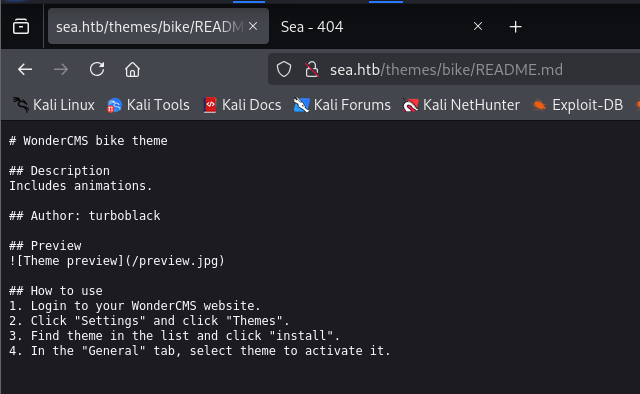 sea.htb/themes/bike/READM
Sea - 404
sea.htb/themes/bike/README.md
Kali Linux
Kali Tools
Kali Docs
Kali Forums
Kali NetHunter
Exploit-DB
# WonderCMS bike theme
## Description
Includes animations.
## Author: turboblack
## Preview
![Theme preview](/preview.jpg)
## How to use
1. Login to your WonderCMS website.
2. Click "Settings" and click "Themes".
3. Find theme in the list and click "install".
4. In the "General" tab, select theme to activate it.